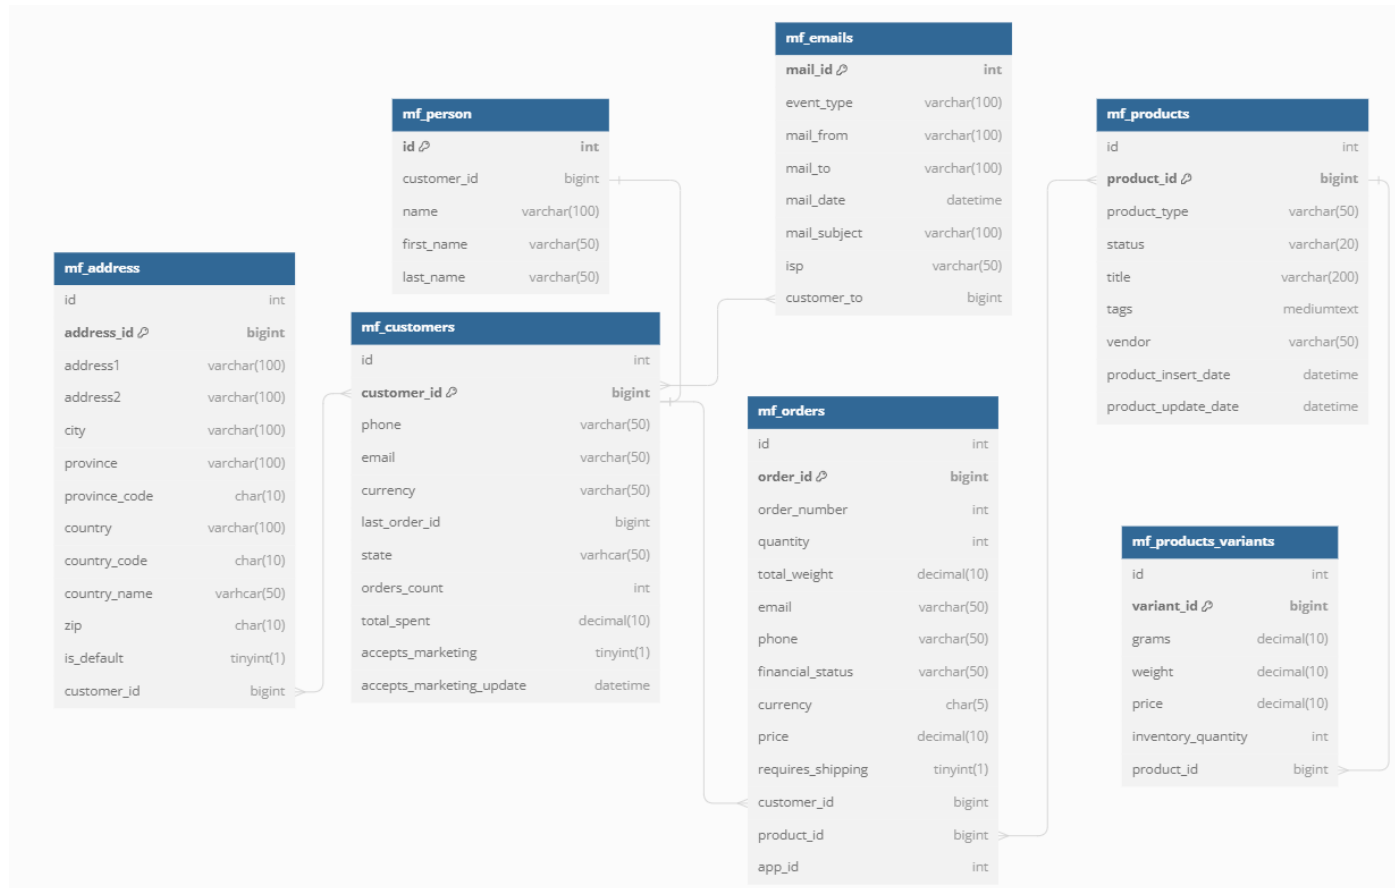 mf_emails
mail_id int
event_type varchar(100)
mail_from varchar(100)
mail_to varchar(100)
mail_date datetime
mail_subject varchar(100)
isp varchar(50)
customer_to bigint
mf_person
id int
customer_id bigint
name varchar(100)
first_name varchar(50)
last_name varchar(50)
mf_products
id int
product_id bigint
product_type varchar(50)
status varchar(20)
title varchar(200)
tags mediumtext
vendor varchar(50)
product_insert_date datetime
product_update_date datetime
mf_address
id int
address_id bigint
address1 varchar(100)
address2 varchar(100)
city varchar(100)
province varchar(100)
province_code char(10)
country varchar(100)
country_code char(10)
country_name varhcar(50)
zip char(10)
is_default tinyint(1)
customer_id bigint
mf_customers
id int
customer_id bigint
phone varchar(50)
email varchar(50)
currency varchar(50)
last_order_id bigint
state varhcar(50)
orders_count int
total_spent decimal(10)
accepts_marketing tinyint(1)
accepts_marketing_update datetime
mf_orders
id int
order_id bigint
order_number int
quantity int
total_weight decimal(10)
email varchar(50)
phone varchar(50)
financial_status varchar(50)
currency char(5)
price decimal(10)
requires_shipping tinyint(1)
customer_id bigint
product_id bigint
app_id int
mf_products_variants
id int
variant_id bigint
grams decimal(10)
weight decimal(10)
price decimal(10)
inventory_quantity int
product_id bigint